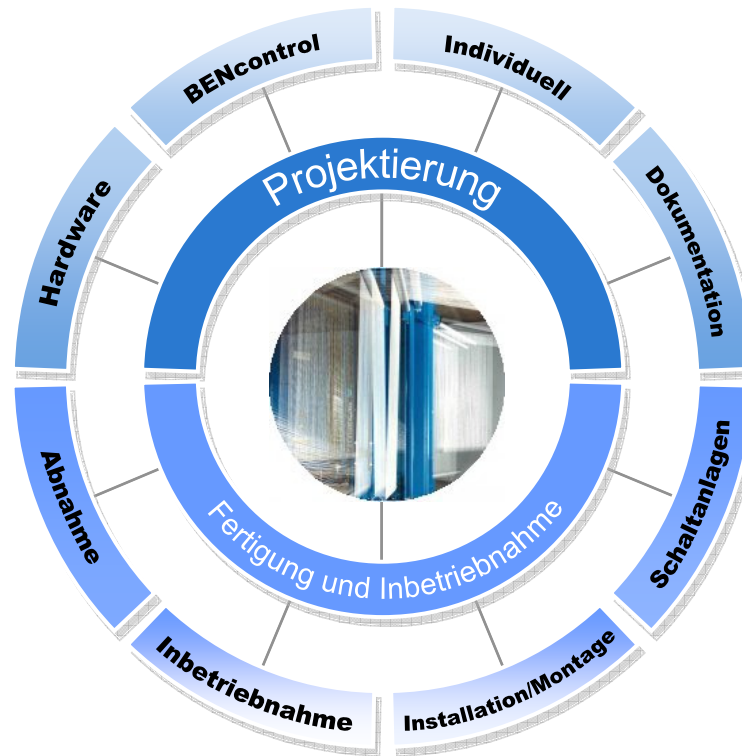 BENcontrol
Individuell
Hardware
Projektierung
Dokumentation
Abnahme
Fertigung und Inbetriebnahme
Schaltanlagen
Inbetriebnahme
Installation/Montage